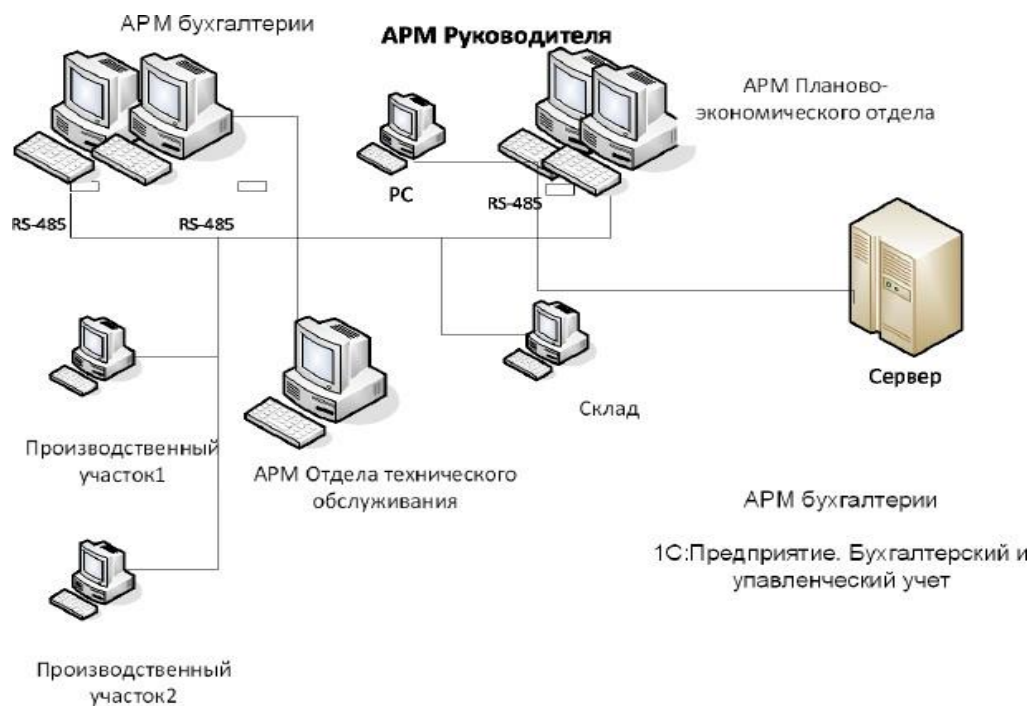 АРМ бухгалтерии
АРМ Руководителя
АРМ Планово-
экономического отдела
PC
RS-485
RS-485
RS-485
Сервер
Склад
Производственный
участок1
АРМ Отдела технического
обслуживания
АРМ бухгалтерии
1С:Предприятие. Бухгалтерский и
упавленческий учет
Производственный
участок2